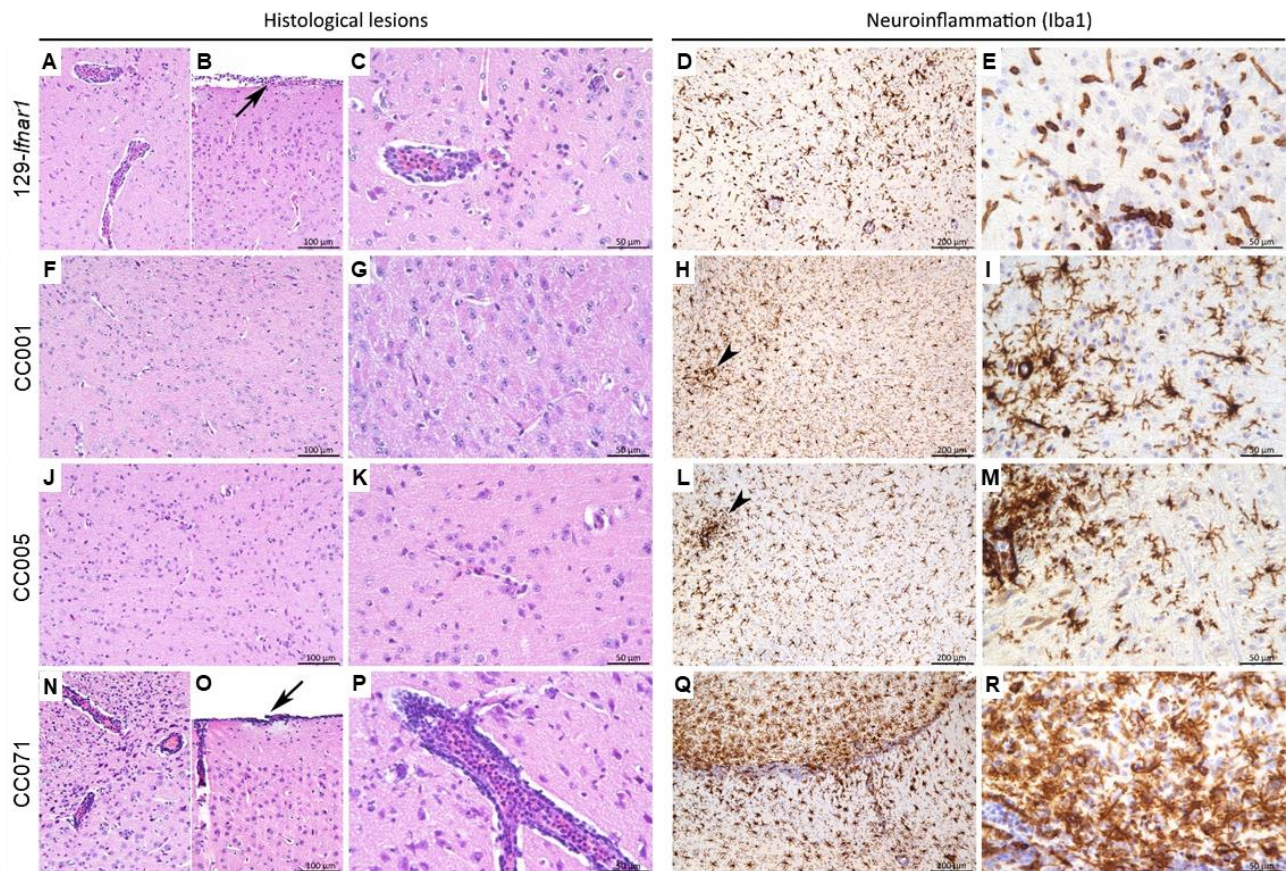 Histological lesions
Neuroinflammation (Iba1)
129-Ifnar1
A
B
C
D
E
100 µm
50 µm
200 µm
50 µm
CC001
F
G
H
I
100 µm
50 µm
200 µm
50 µm
CC005
J
K
L
M
100 µm
50 µm
200 µm
50 µm
CC071
N
O
P
Q
R
100 µm
50 µm
200 µm
50 µm